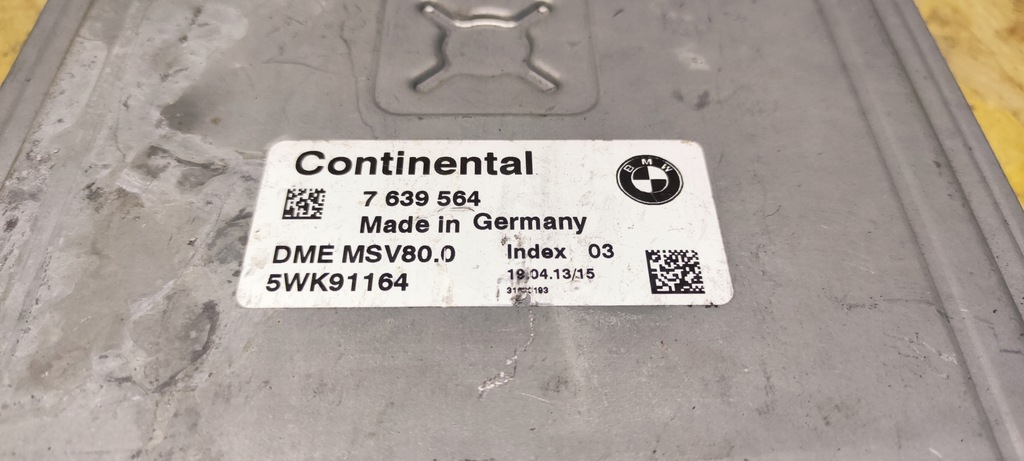 Continental
BMW
7 639 564
Made in Germany
DME MSV80.0 Index 03
5WK91164 19.04.13/15